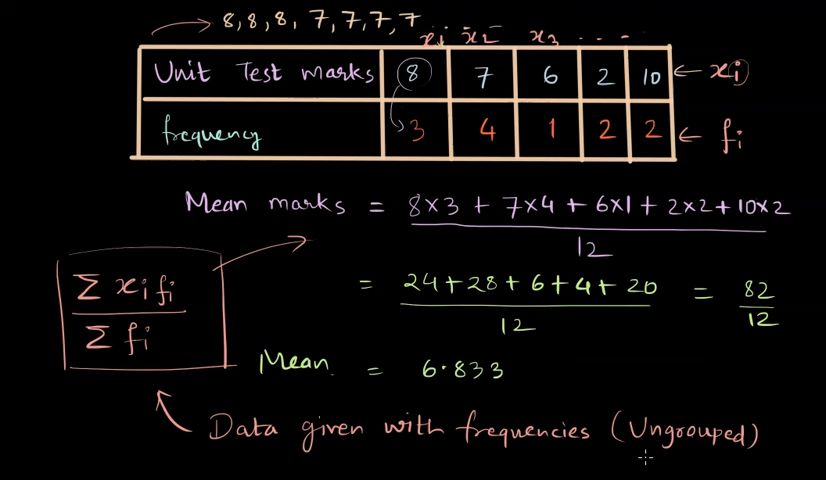 8, 8, 8, 7, 7, 7, 7
x1 x2 x3 ...
Unit Test marks 8 7 6 2 10 ← xi
frequency 3 4 1 2 2 ← fi
Mean marks = 8×3 + 7×4 + 6×1 + 2×2 + 10×2
12
= 24+28+6+4+20 = 82
12 12
Σ xifi
Σ fi
Mean = 6.833
Data given with frequencies (Ungrouped)